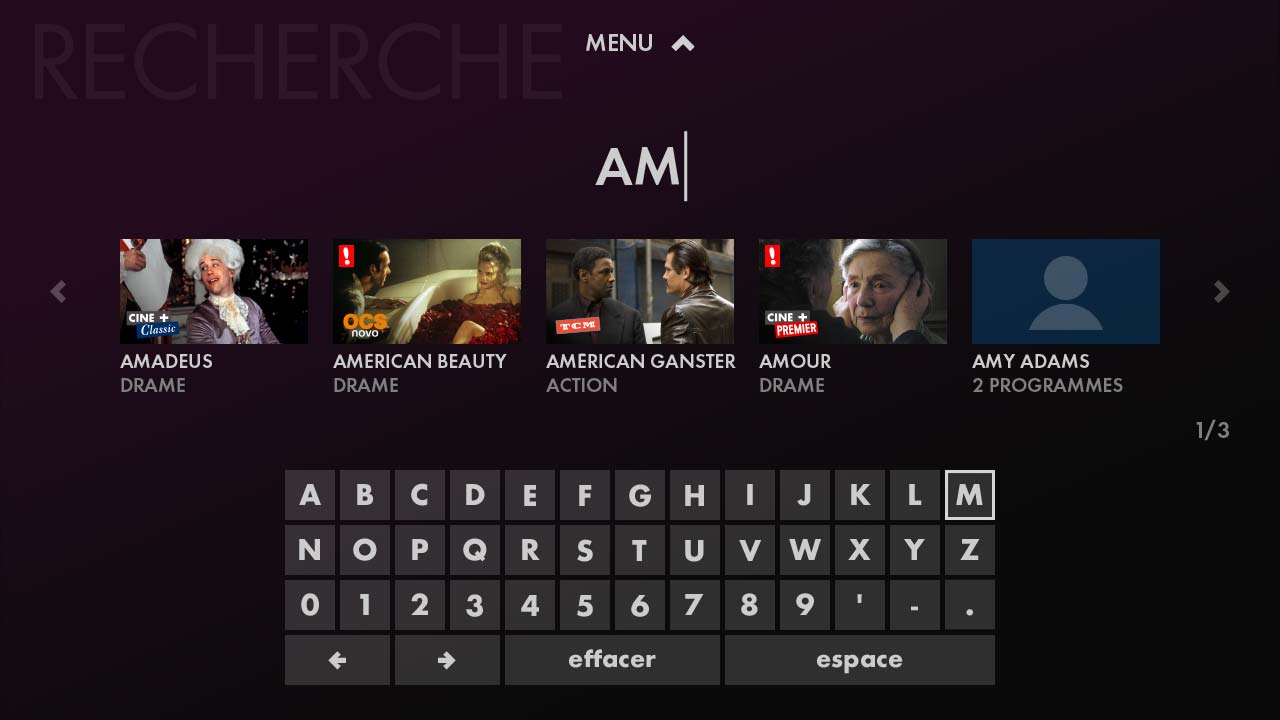 RECHERCHE
MENU
AM
CINE +
Classic
!
OCS
novo
TCM
!
CINE +
PREMIER
AMADEUS
DRAME
AMERICAN BEAUTY
DRAME
AMERICAN GANSTER
ACTION
AMOUR
DRAME
AMY ADAMS
2 PROGRAMMES
1/3
A B C D E F G H I J K L M
N O P Q R S T U V W X Y Z
0 1 2 3 4 5 6 7 8 9 ' - .
← → effacer espace